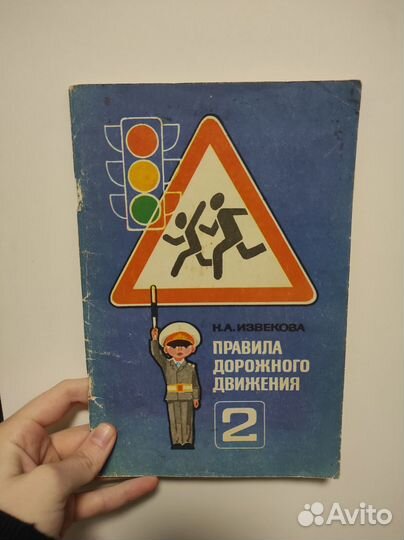 Н.А. ИЗВЕКОВА
ПРАВИЛА
ДОРОЖНОГО
ДВИЖЕНИЯ
2
Avito